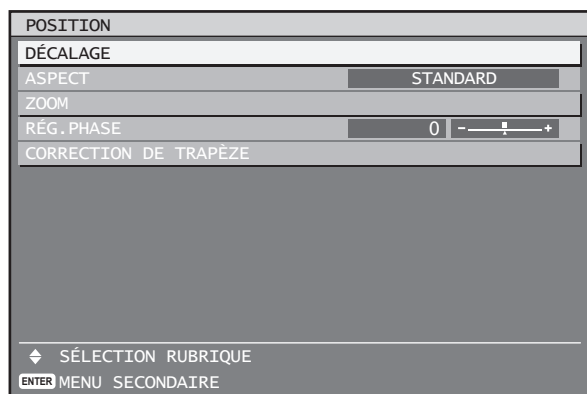 POSITION
DÉCALAGE
ASPECT STANDARD
ZOOM
RÉG.PHASE 0 - +
CORRECTION DE TRAPÈZE
SÉLECTION RUBRIQUE
ENTER MENU SECONDAIRE